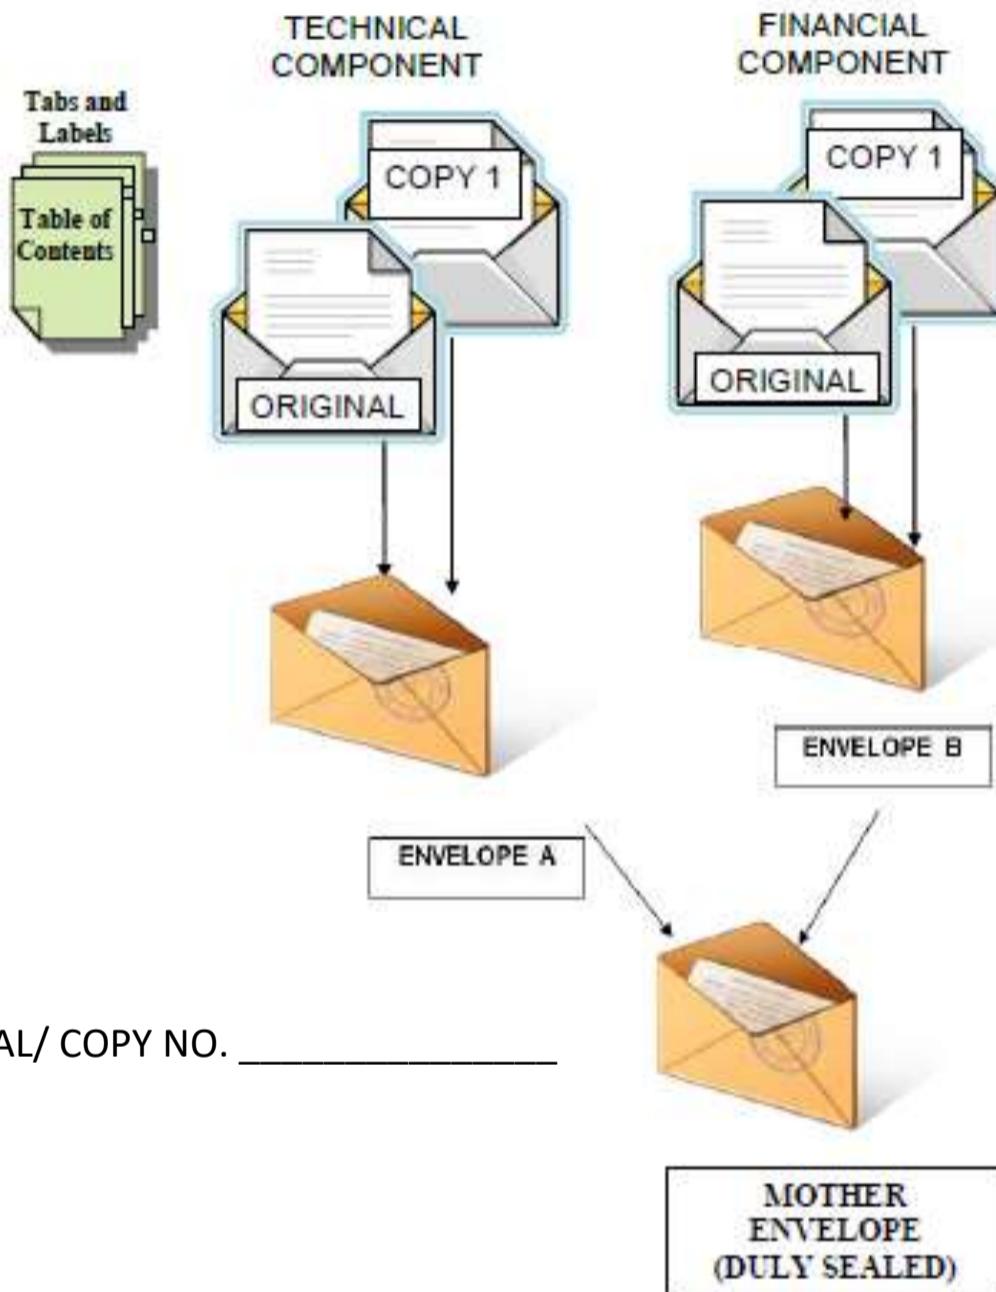 TECHNICAL
COMPONENT
FINANCIAL
COMPONENT
Tabs and
Labels
Table of
Contents
COPY 1
ORIGINAL
COPY 1
ORIGINAL
ENVELOPE B
ENVELOPE A
AL/ COPY NO. _______________
MOTHER
ENVELOPE
(DULY SEALED)